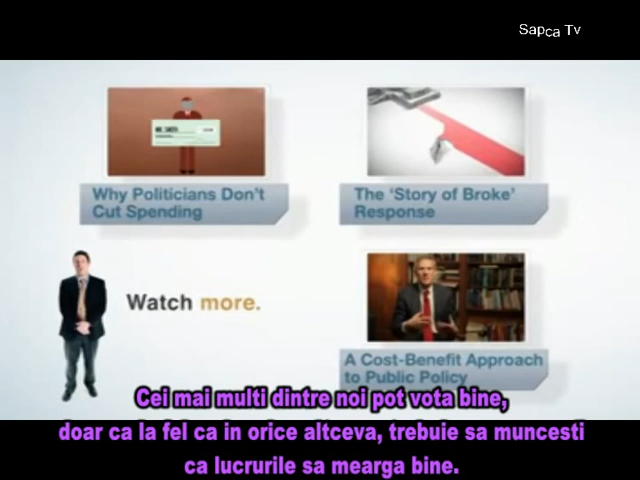 Sapca Tv
Why Politicians Don't
Cut Spending
The 'Story of Broke'
Response
Watch more.
A Cost-Benefit Approach
to Public Policy
Cei mai multi dintre noi pot vota bine,
doar ca la fel ca in orice altceva, trebuie sa muncesti
ca lucrurile sa mearga bine.